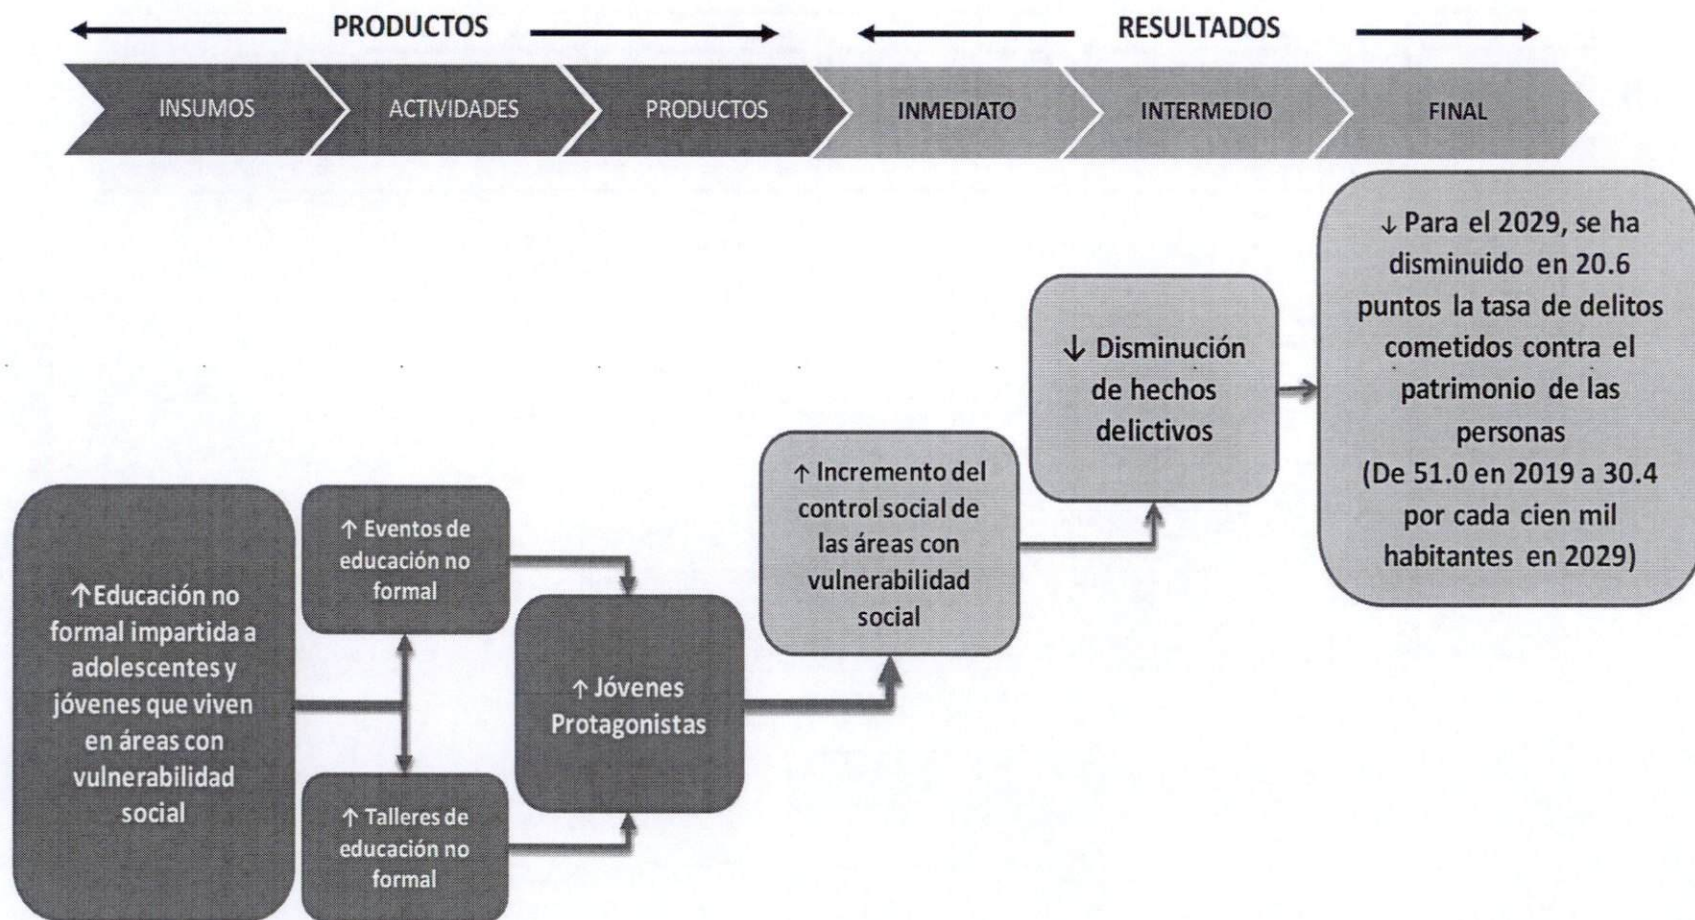 PRODUCTOS
RESULTADOS
INSUMOS
ACTIVIDADES
PRODUCTOS
INMEDIATO
INTERMEDIO
FINAL
↑Educación no
formal impartida a
adolescentes y
jóvenes que viven
en áreas con
vulnerabilidad
social
↑ Eventos de
educación no
formal
↑ Talleres de
educación no
formal
↑ Jóvenes
Protagonistas
↑ Incremento del
control social de
las áreas con
vulnerabilidad
social
↓ Disminución
de hechos
delictivos
↓ Para el 2029, se ha
disminuido en 20.6
puntos la tasa de delitos
cometidos contra el
patrimonio de las
personas
(De 51.0 en 2019 a 30.4
por cada cien mil
habitantes en 2029)